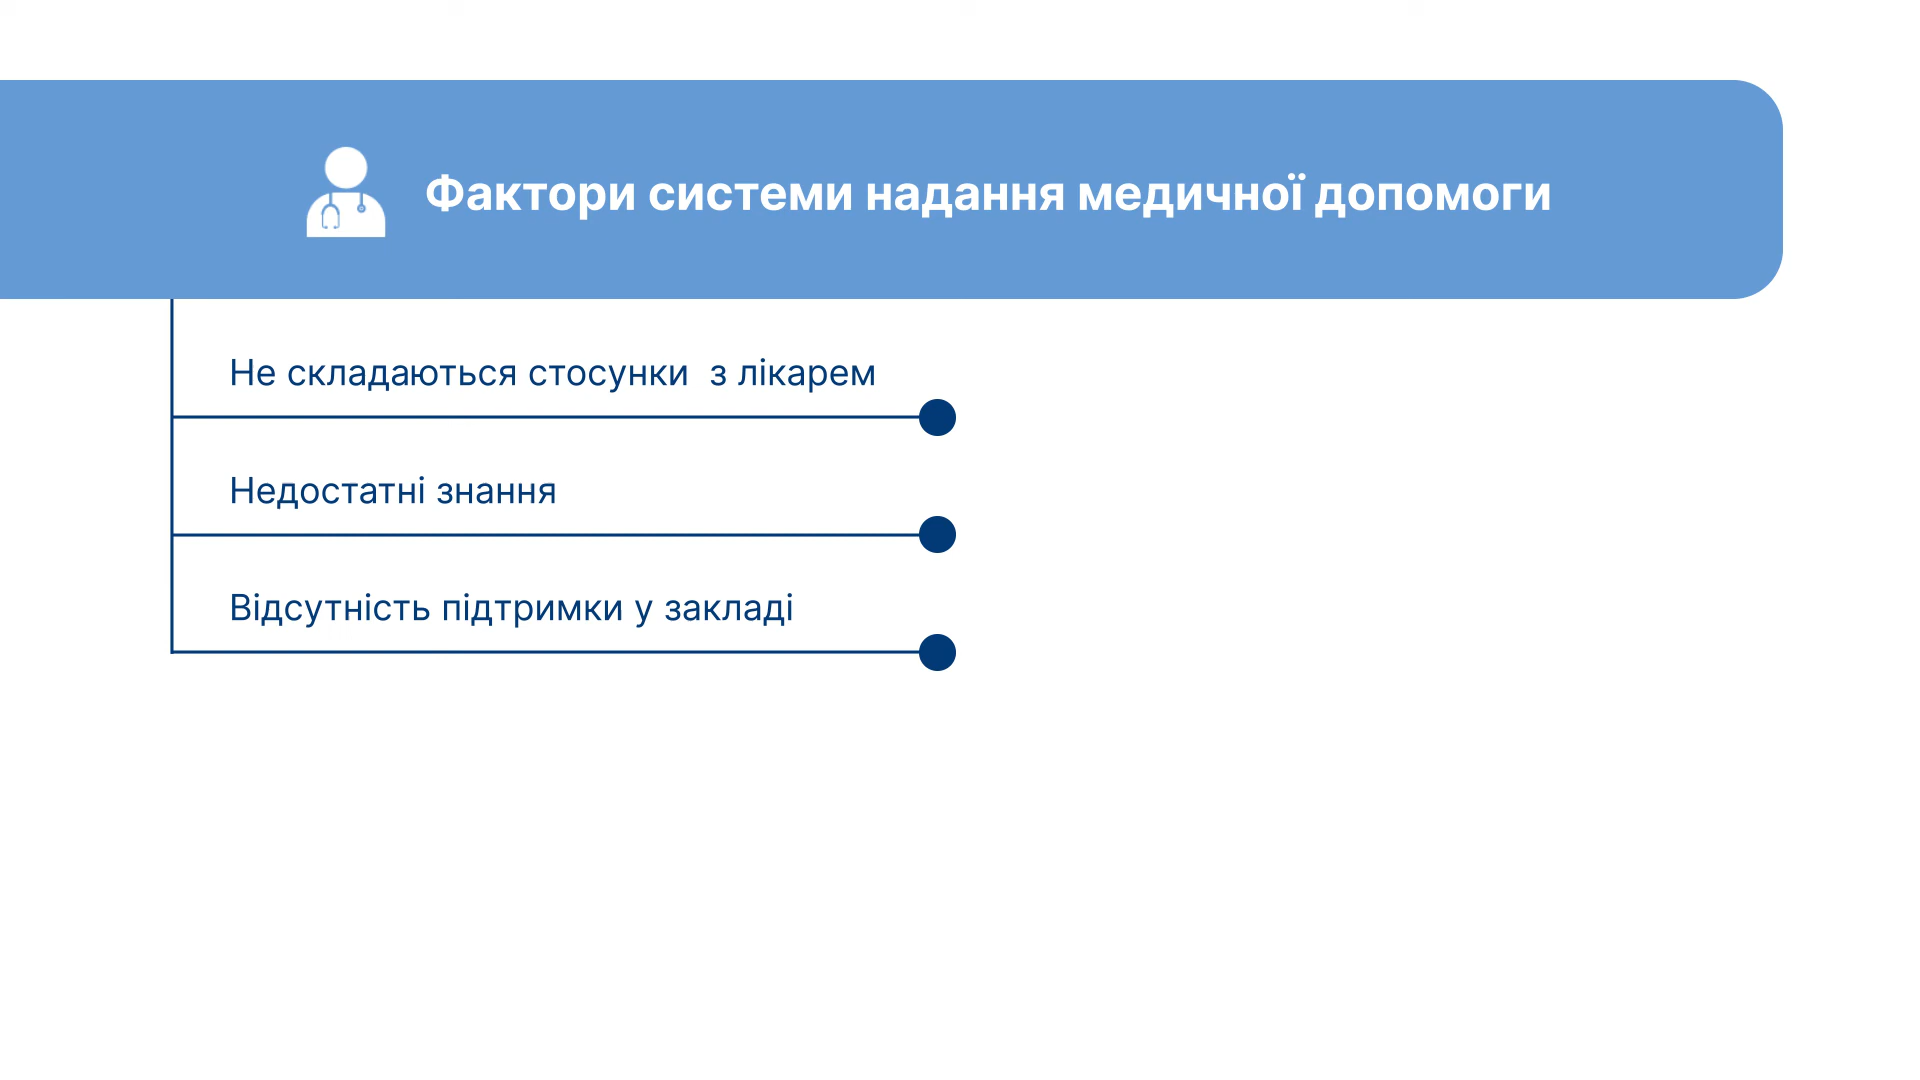 Фактори системи надання медичної допомоги
Не складаються стосунки  з лікарем
Недостатні знання
Відсутність підтримки у закладі